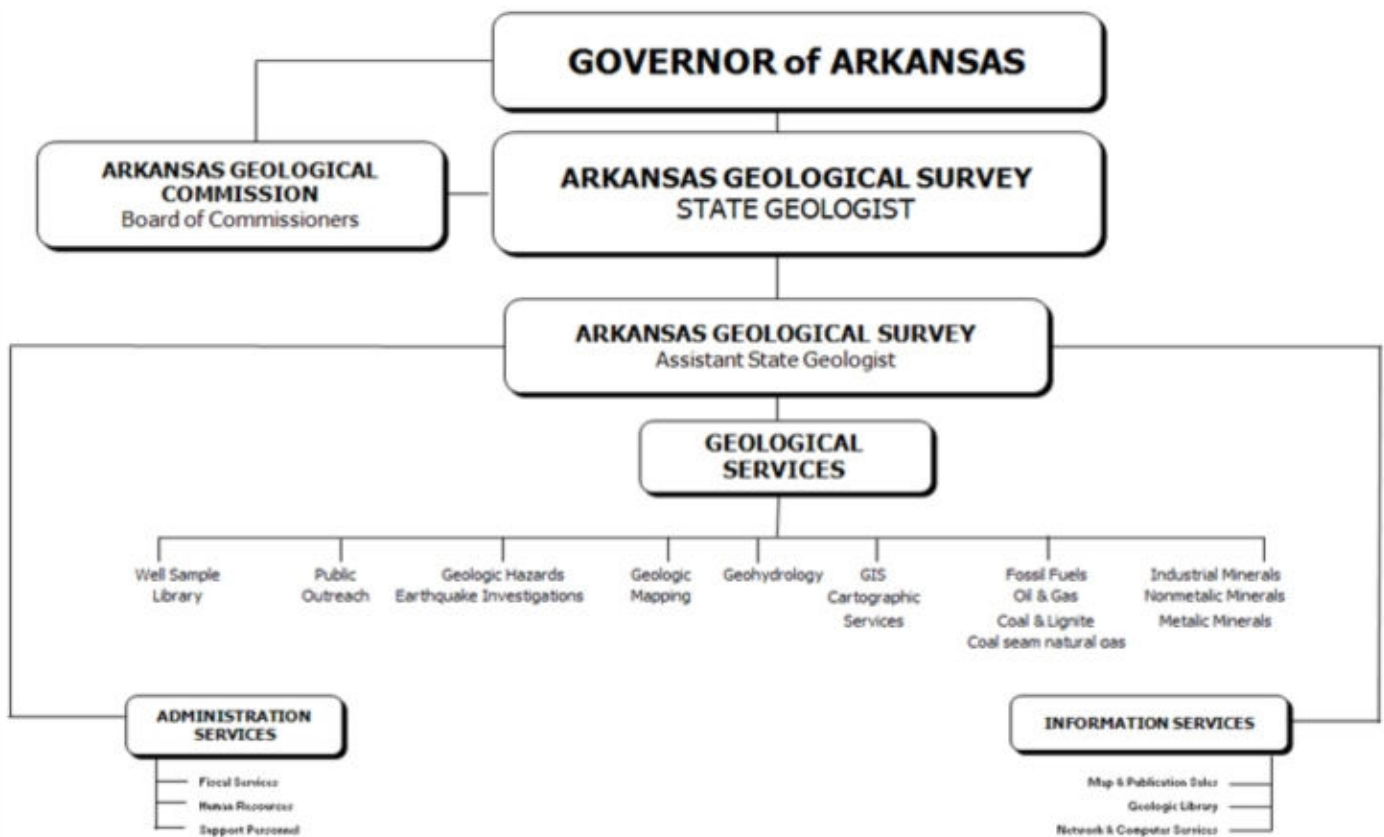 GOVERNOR of ARKANSAS
ARKANSAS GEOLOGICAL
COMMISSION
Board of Commissioners
ARKANSAS GEOLOGICAL SURVEY
STATE GEOLOGIST
ARKANSAS GEOLOGICAL SURVEY
Assistant State Geologist
GEOLOGICAL
SERVICES
Well Sample
Library
Public
Outreach
Geologic Hazards
Earthquake Investigations
Geologic
Mapping
Geohydrology
GIS
Cartographic
Services
Fossil Fuels
Oil & Gas
Coal & Lignite
Coal seam natural gas
Industrial Minerals
Nonmetalic Minerals
Metalic Minerals
ADMINISTRATION
SERVICES
Fiscal Services
Human Resources
Support Personnel
INFORMATION SERVICES
Map & Publication Sales
Geologic Library
Network & Computer Services